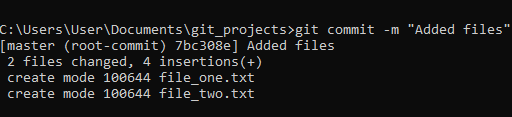 C:\Users\User\Documents\git_projects>git commit -m "Added files"
[master (root-commit) 7bc308e] Added files
 2 files changed, 4 insertions(+)
 create mode 100644 file_one.txt
 create mode 100644 file_two.txt